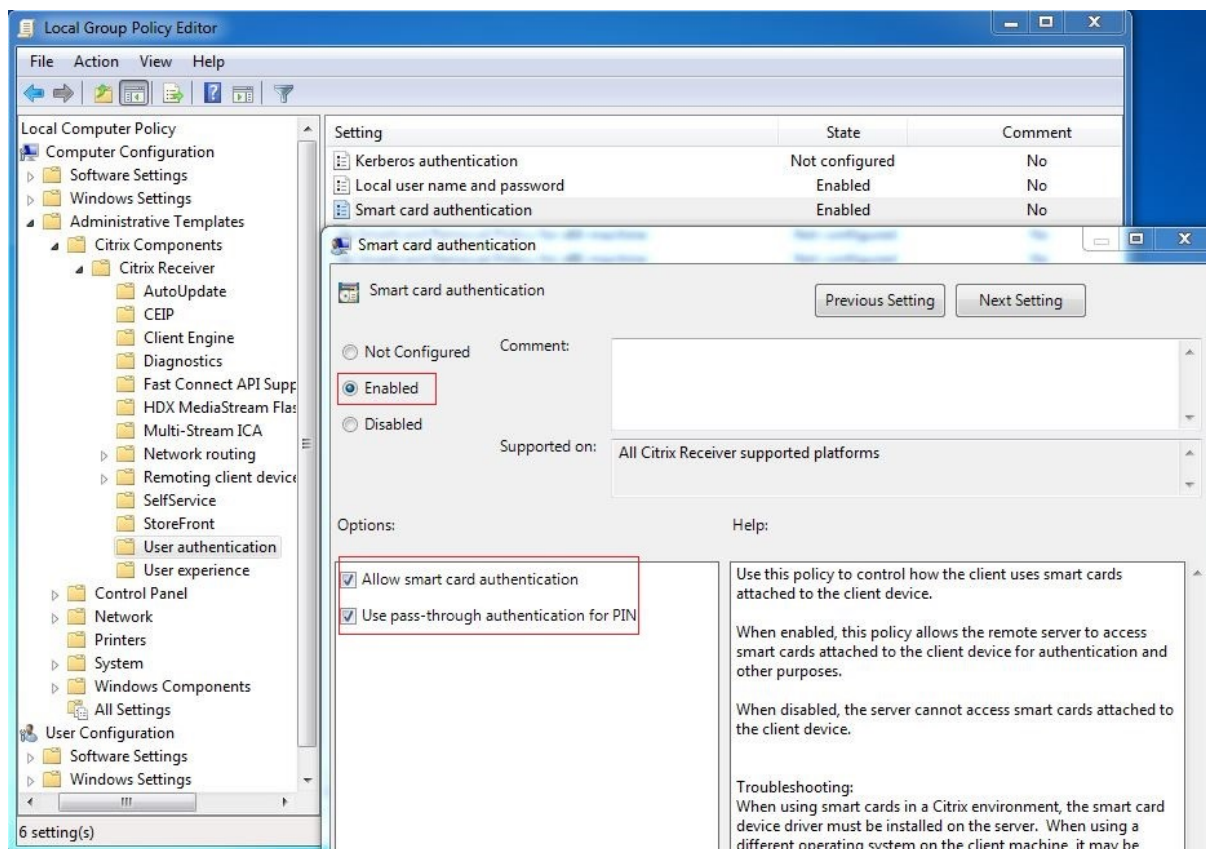 Local Group Policy Editor
File Action View Help
Local Computer Policy
Computer Configuration
Software Settings
Windows Settings
Administrative Templates
Citrix Components
Citrix Receiver
AutoUpdate
CEIP
Client Engine
Diagnostics
Fast Connect API Supp
HDX MediaStream Flas
Multi-Stream ICA
Network routing
Remoting client device
SelfService
StoreFront
User authentication
User experience
Control Panel
Network
Printers
System
Windows Components
All Settings
User Configuration
Software Settings
Windows Settings
6 setting(s)
Setting State Comment
Kerberos authentication Not configured No
Local user name and password Enabled No
Smart card authentication Enabled No
Smart card authentication
Smart card authentication
Previous Setting Next Setting
Not Configured
Enabled
Disabled
Comment:
Supported on: All Citrix Receiver supported platforms
Options:
Allow smart card authentication
Use pass-through authentication for PIN
Help:
Use this policy to control how the client uses smart cards
attached to the client device.
When enabled, this policy allows the remote server to access
smart cards attached to the client device for authentication and
other purposes.
When disabled, the server cannot access smart cards attached to
the client device.
Troubleshooting:
When using smart cards in a Citrix environment, the smart card
device driver must be installed on the server. When using a
different operating system on the client machine, it may be